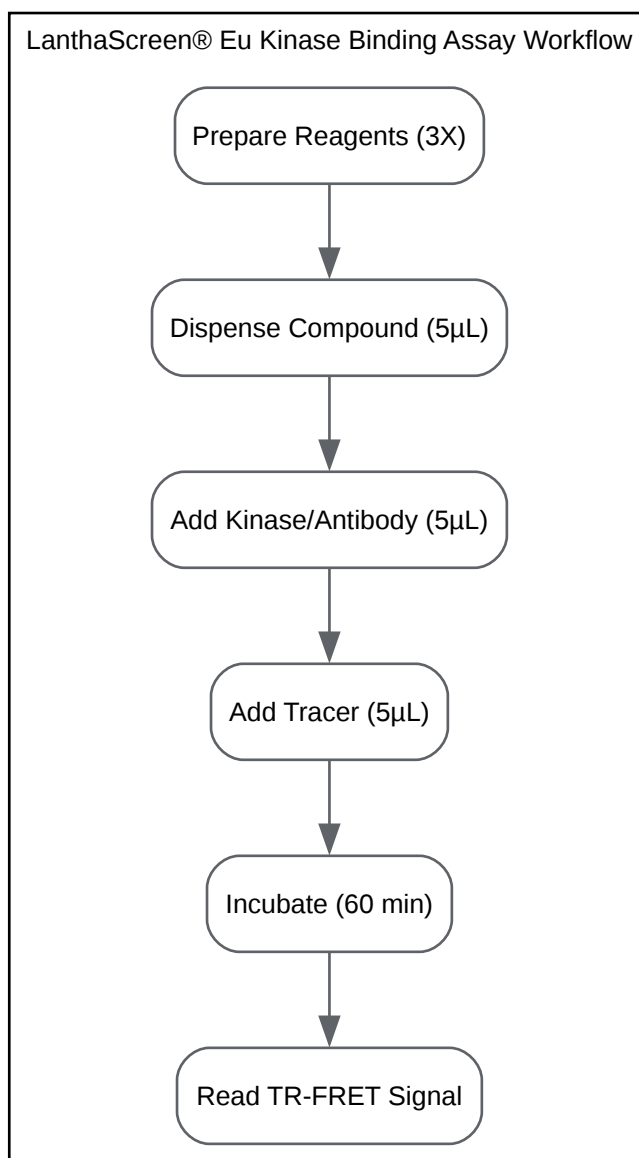 LanthaScreen® Eu Kinase Binding Assay Workflow
Prepare Reagents (3X)
Dispense Compound (5µL)
Add Kinase/Antibody (5µL)
Add Tracer (5µL)
Incubate (60 min)
Read TR-FRET Signal